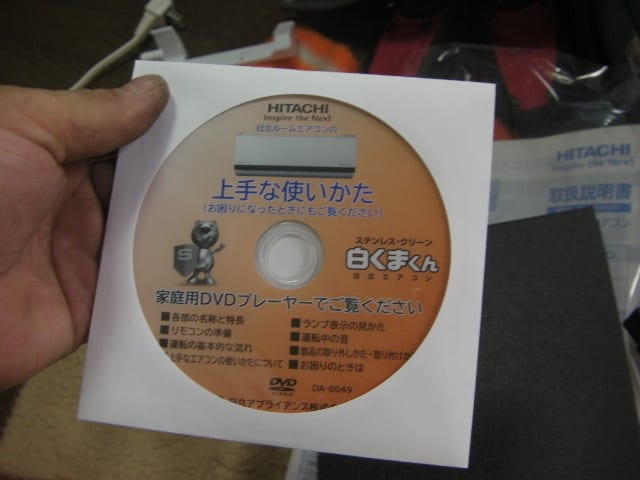 HITACHI
Inspire the Next
日立ルームエアコンの
上手な使いかた
(お困りになったときにもご覧ください)
S
ステンレス・クリーン
白くまくん
日立エアコン
家庭用DVDプレーヤーでご覧ください
■各部の名称と特長
■リモコンの準備
■運転の基本的な流れ
上手なエアコンの使いかたについて
■ランプ表示の見かた
■運転中の音
■部品の取り外しかた・取り付けか
■お困りのときは
DVD
DA-0049
日立アプライアンス株式
HITACHI
Inspire the Next
取扱説明書